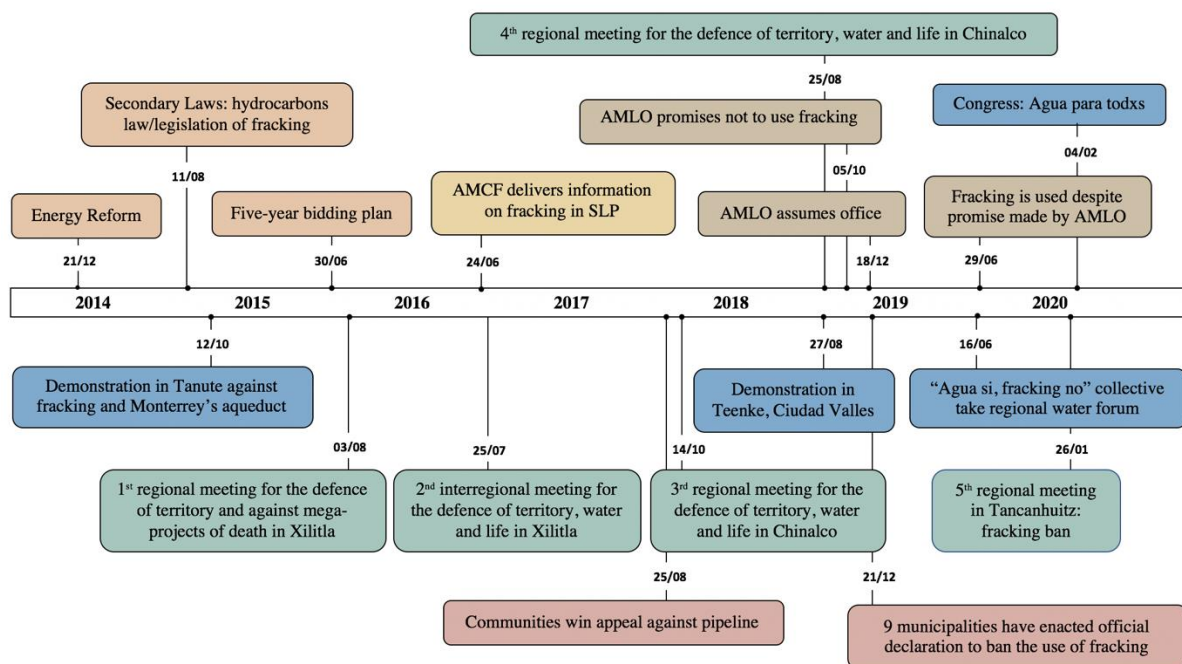 4th regional meeting for the defence of territory, water and life in Chinalco
25/08
Secondary Laws: hydrocarbons
law/legislation of fracking
11/08
AMLO promises not to use fracking
05/10
Congress: Agua para todxs
04/02
Energy Reform
21/12
Five-year bidding plan
30/06
AMCF delivers information
on fracking in SLP
24/06
AMLO assumes office
18/12
Fracking is used despite
promise made by AMLO
29/06
2014 2015 2016 2017 2018 2019 2020
12/10
Demonstration in Tanute against
fracking and Monterrey's aqueduct
27/08
Demonstration in
Teenke, Ciudad Valles
16/06
“Agua si, fracking no” collective
take regional water forum
03/08
1st regional meeting for the defence
of territory and against mega-
projects of death in Xilitla
25/07
2nd interregional meeting for
the defence of territory, water
and life in Xilitla
14/10
3rd regional meeting for the
defence of territory, water
and life in Chinalco
26/01
5th regional meeting
in Tancanhuitz:
fracking ban
25/08
Communities win appeal against pipeline
21/12
9 municipalities have enacted official
declaration to ban the use of fracking